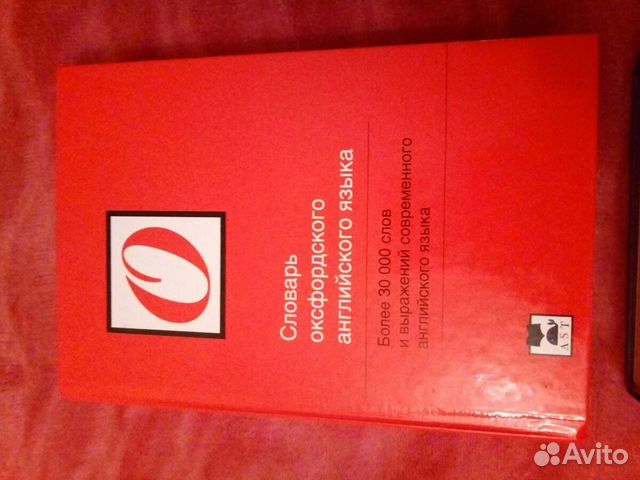 O
Словарь
оксфордского
английского языка
Более 30 000 слов
и выражений современного
английского языка
AST
Avito